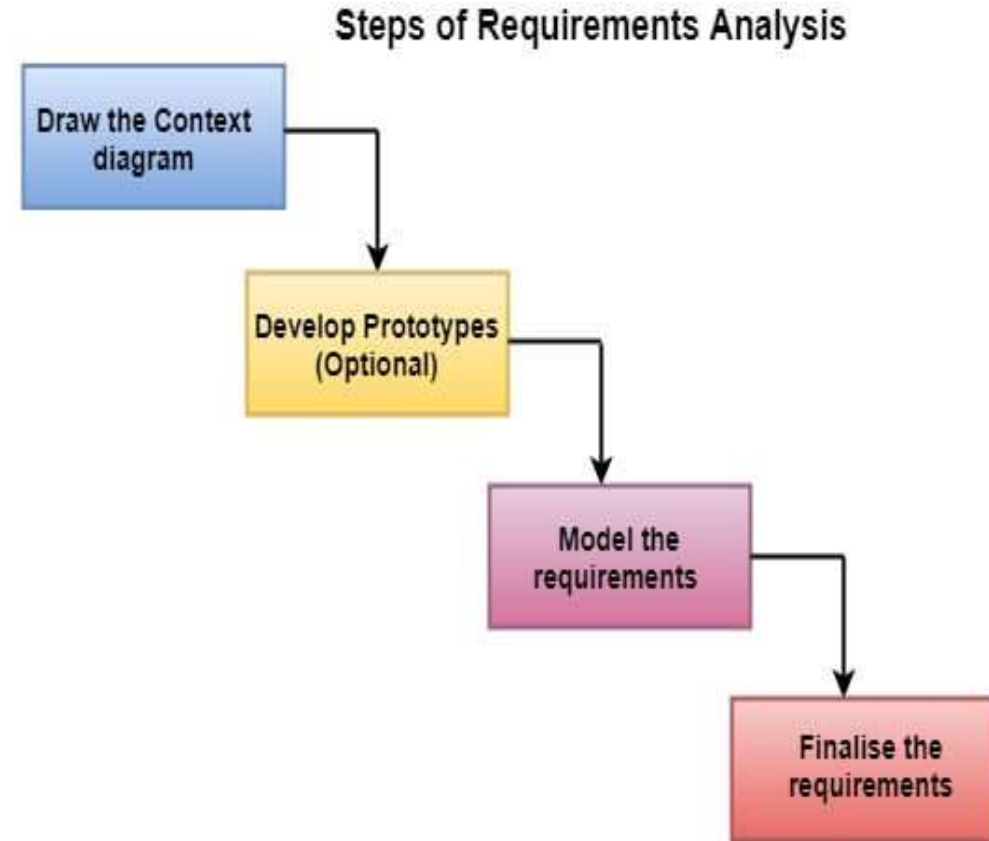 Steps of Requirements Analysis
Draw the Context
diagram
Develop Prototypes
(Optional)
Model the
requirements
Finalise the
requirements